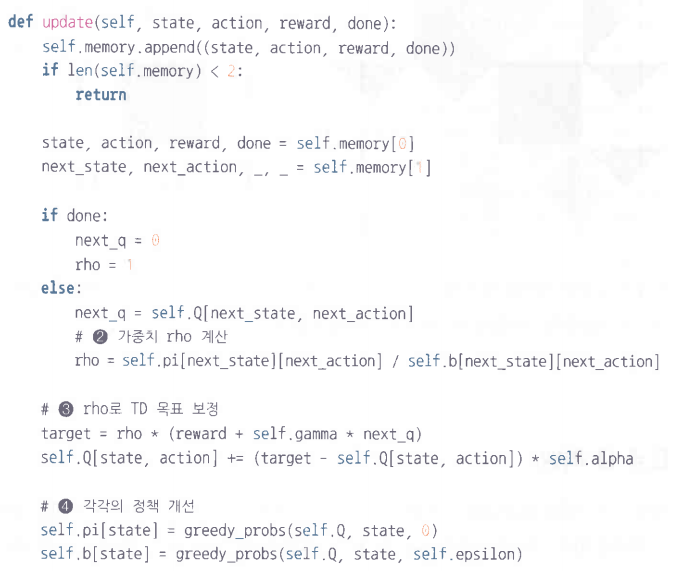 def update(self, state, action, reward, done):
    self.memory.append((state, action, reward, done))
    if len(self.memory) < 2:
        return

    state, action, reward, done = self.memory[0]
    next_state, next_action, _, _ = self.memory[1]

    if done:
        next_q = 0
        rho = 1
    else:
        next_q = self.Q[next_state, next_action]
        # ❷ 가중치 rho 계산
        rho = self.pi[next_state][next_action] / self.b[next_state][next_action]

    # ❸ rho로 TD 목표 보정
    target = rho * (reward + self.gamma * next_q)
    self.Q[state, action] += (target - self.Q[state, action]) * self.alpha

    # ❹ 각각의 정책 개선
    self.pi[state] = greedy_probs(self.Q, state, 0)
    self.b[state] = greedy_probs(self.Q, state, self.epsilon)